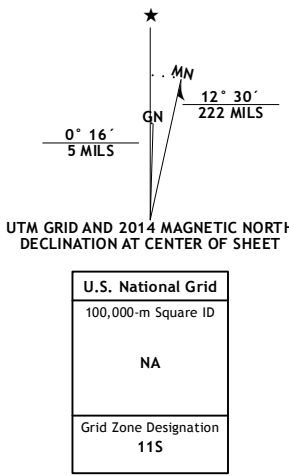 ★
MN
GN
12° 30´
222 MILS
0° 16´
5 MILS
UTM GRID AND 2014 MAGNETIC NORTH
DECLINATION AT CENTER OF SHEET
U.S. National Grid
100,000-m Square ID
NA
Grid Zone Designation
11S